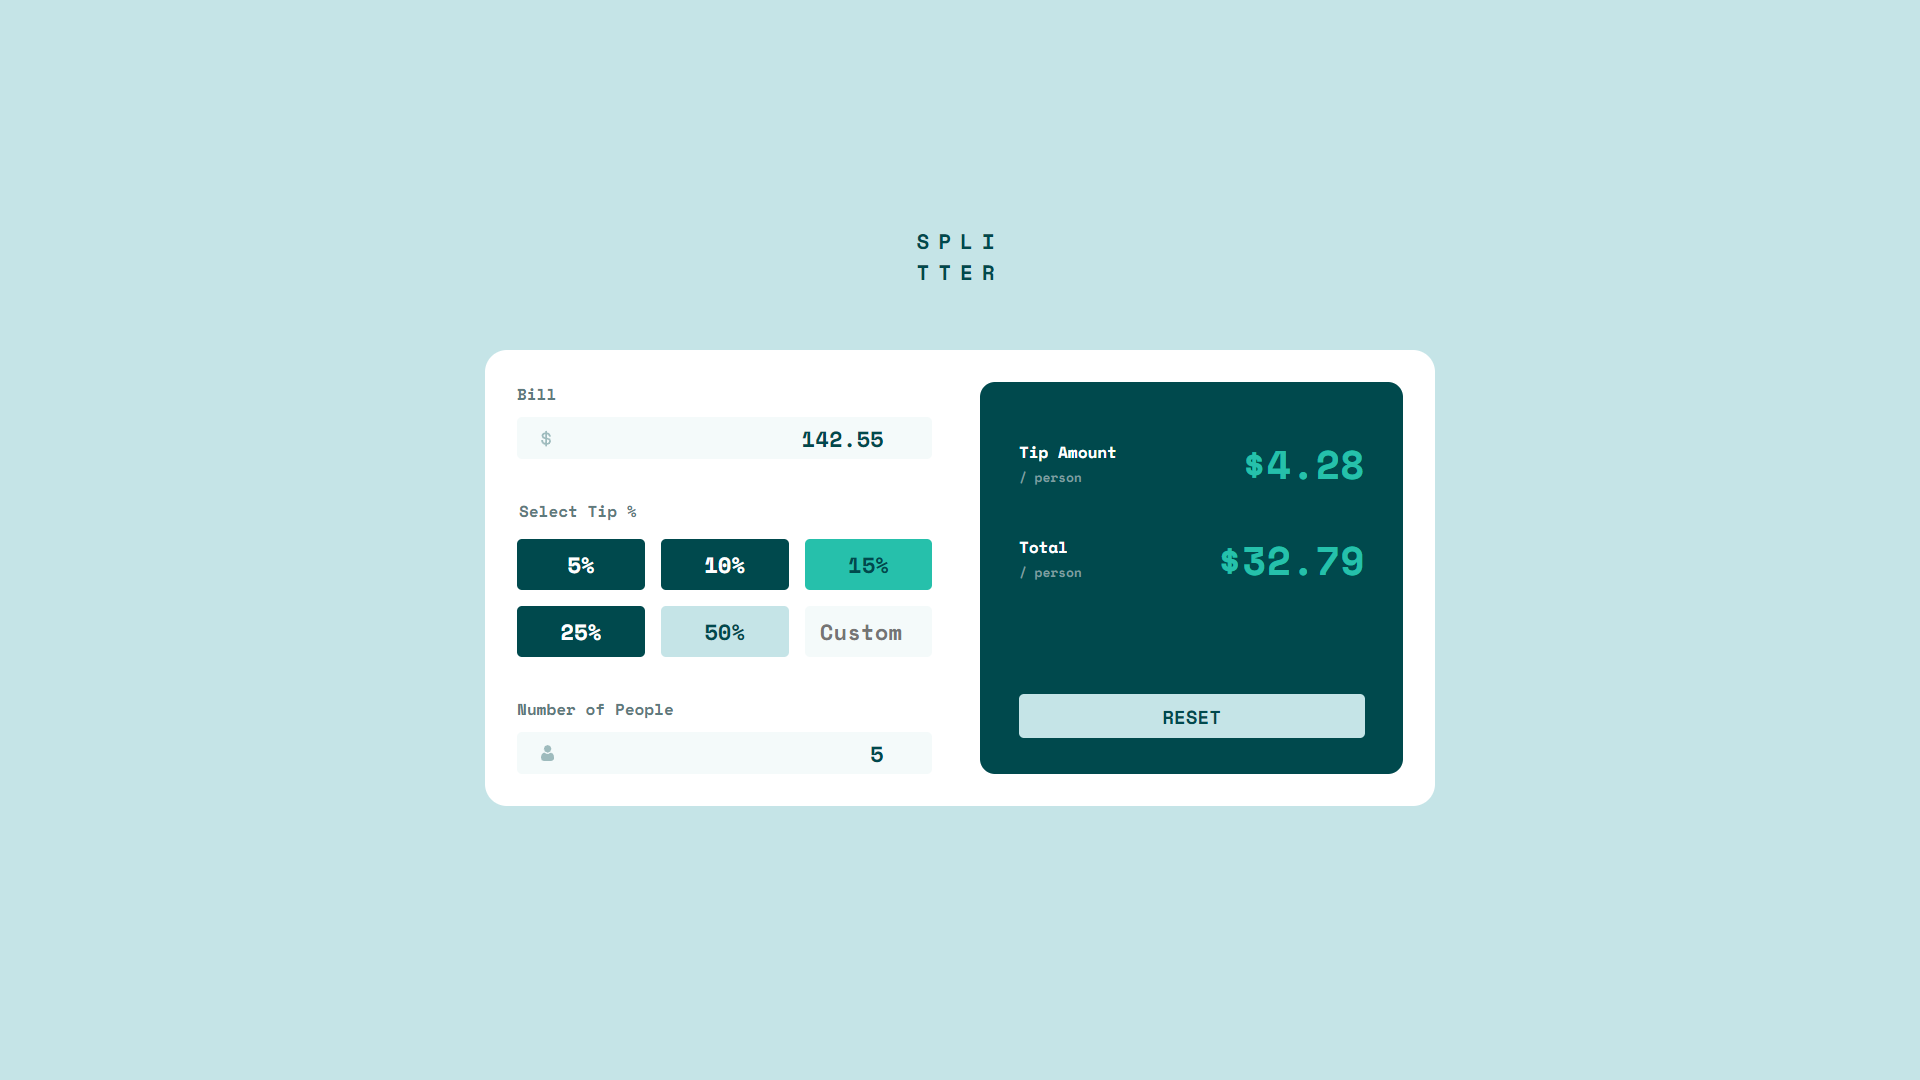 SPLI
TTER
Bill
$
142.55
Select Tip %
5%
10%
15%
25%
50%
Custom
Number of People
5
Tip Amount
/ person
$4.28
Total
/ person
$32.79
RESET